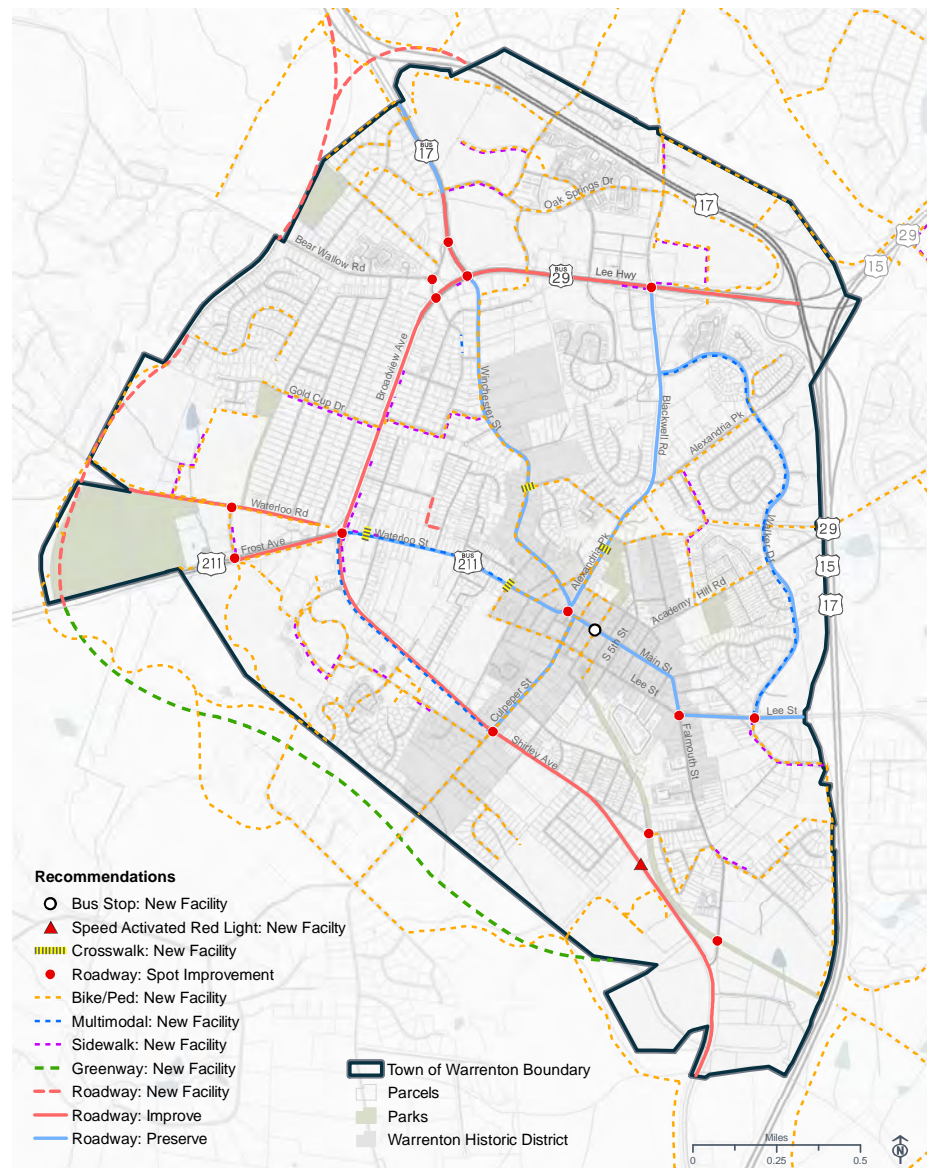 BUS
17
Oak Springs Dr
17
29
15
Bear Wallow Rd
BUS
29
Lee Hwy
Broadview Ave
Winchester St
Gold Cup Dr
Blackwell Rd
Alexandria Pk
Waterloo Rd
Walker Dr
29
Frost Ave
Waterloo St
211
BUS
211
Alexandria Pk
15
Academy Hill Rd
17
S 5th St
Main St
Lee St
Culpeper St
Lee St
Falmouth St
Shirley Ave
Recommendations
Bus Stop: New Facility
Speed Activated Red Light: New Facilty
Crosswalk: New Facility
Roadway: Spot Improvement
Bike/Ped: New Facility
Multimodal: New Facility
Sidewalk: New Facility
Greenway: New Facility
Roadway: New Facility
Roadway: Improve
Roadway: Preserve
Town of Warrenton Boundary
Parcels
Parks
Warrenton Historic District
Miles
0 0.25 0.5
N